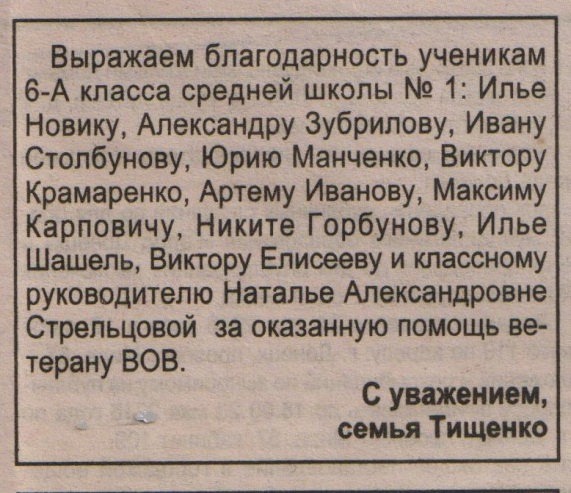 Выражаем благодарность ученикам
6-А класса средней школы № 1: Илье
Новику, Александру Зубрилову, Ивану
Столбунову, Юрию Манченко, Виктору
Крамаренко, Артему Иванову, Максиму
Карповичу, Никите Горбунову, Илье
Шашель, Виктору Елисееву и классному
руководителю Наталье Александровне
Стрельцовой за оказанную помощь ве-
терану ВОВ.
С уважением,
семья Тищенко